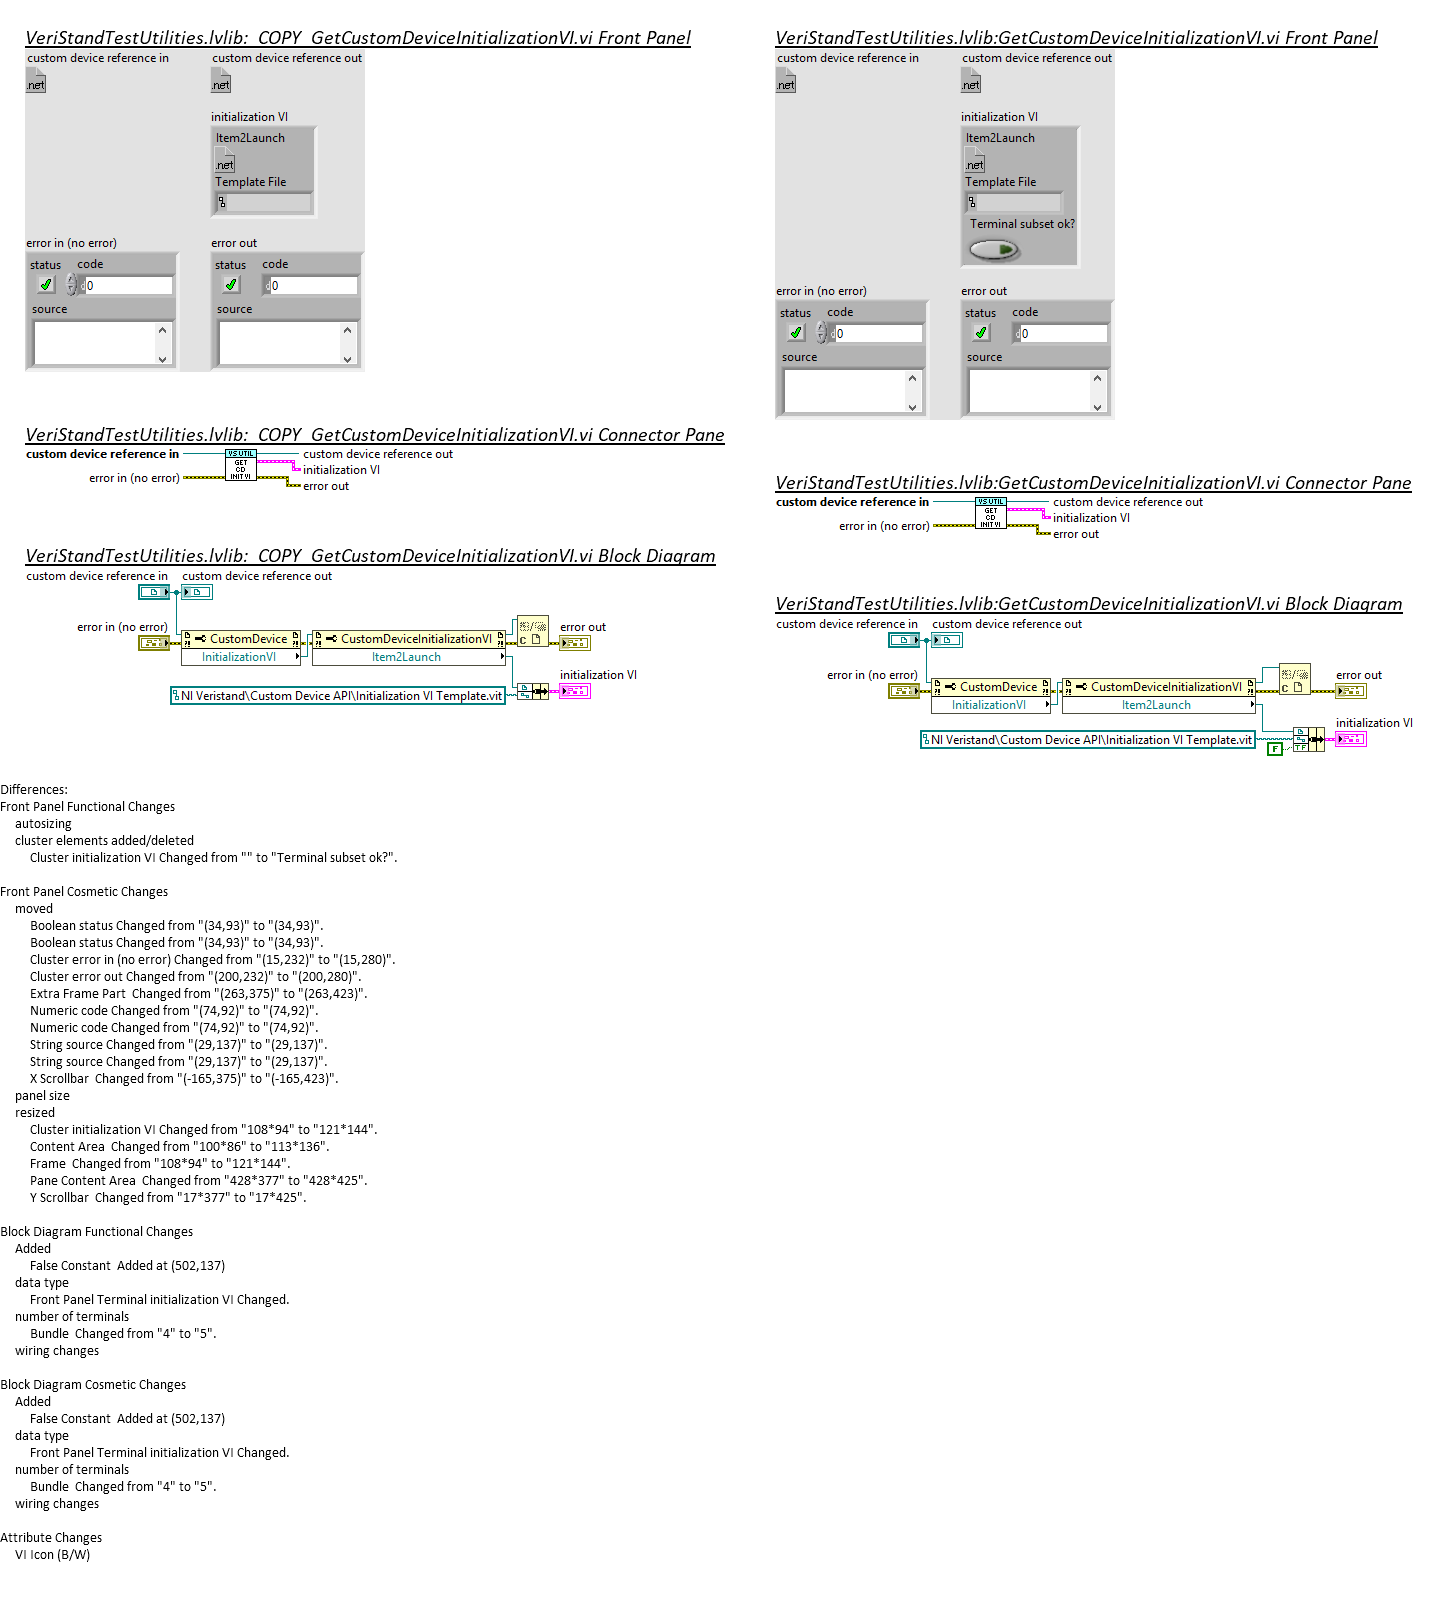 VeriStandTestUtilities.lvlib:_COPY_GetCustomDeviceInitializationVI.vi Front Panel
custom device reference in
custom device reference out
.net
.net
initialization VI
Item2Launch
.net
Template File
error in (no error)
error out
status
code
status
code
d 0
d 0
source
source
VeriStandTestUtilities.lvlib:_COPY_GetCustomDeviceInitializationVI.vi Connector Pane
custom device reference in
custom device reference out
VS UTIL
GET
CD
INIT VI
initialization VI
error in (no error)
error out
VeriStandTestUtilities.lvlib:_COPY_GetCustomDeviceInitializationVI.vi Block Diagram
custom device reference in
custom device reference out
error in (no error)
CustomDevice
InitializationVI
CustomDeviceInitializationVI
Item2Launch
C
error out
initialization VI
NI Veristand\Custom Device API\Initialization VI Template.vit
VeriStandTestUtilities.lvlib:GetCustomDeviceInitializationVI.vi Front Panel
custom device reference in
custom device reference out
.net
.net
initialization VI
Item2Launch
.net
Template File
Terminal subset ok?
error in (no error)
error out
status
code
status
code
d 0
d 0
source
source
VeriStandTestUtilities.lvlib:GetCustomDeviceInitializationVI.vi Connector Pane
custom device reference in
custom device reference out
VS UTIL
GET
CD
INIT VI
initialization VI
error in (no error)
error out
VeriStandTestUtilities.lvlib:GetCustomDeviceInitializationVI.vi Block Diagram
custom device reference in
custom device reference out
error in (no error)
CustomDevice
InitializationVI
CustomDeviceInitializationVI
Item2Launch
C
error out
initialization VI
NI Veristand\Custom Device API\Initialization VI Template.vit
F
TF
Differences:
Front Panel Functional Changes
autosizing
cluster elements added/deleted
Cluster initialization VI Changed from "" to "Terminal subset ok?".
Front Panel Cosmetic Changes
moved
Boolean status Changed from "(34,93)" to "(34,93)".
Boolean status Changed from "(34,93)" to "(34,93)".
Cluster error in (no error) Changed from "(15,232)" to "(15,280)".
Cluster error out Changed from "(200,232)" to "(200,280)".
Extra Frame Part  Changed from "(263,375)" to "(263,423)".
Numeric code Changed from "(74,92)" to "(74,92)".
Numeric code Changed from "(74,92)" to "(74,92)".
String source Changed from "(29,137)" to "(29,137)".
String source Changed from "(29,137)" to "(29,137)".
X Scrollbar  Changed from "(-165,375)" to "(-165,423)".
panel size
resized
Cluster initialization VI Changed from "108*94" to "121*144".
Content Area  Changed from "100*86" to "113*136".
Frame  Changed from "108*94" to "121*144".
Pane Content Area  Changed from "428*377" to "428*425".
Y Scrollbar  Changed from "17*377" to "17*425".
Block Diagram Functional Changes
Added
False Constant  Added at (502,137)
data type
Front Panel Terminal initialization VI Changed.
number of terminals
Bundle  Changed from "4" to "5".
wiring changes
Block Diagram Cosmetic Changes
Added
False Constant  Added at (502,137)
data type
Front Panel Terminal initialization VI Changed.
number of terminals
Bundle  Changed from "4" to "5".
wiring changes
Attribute Changes
VI Icon (B/W)